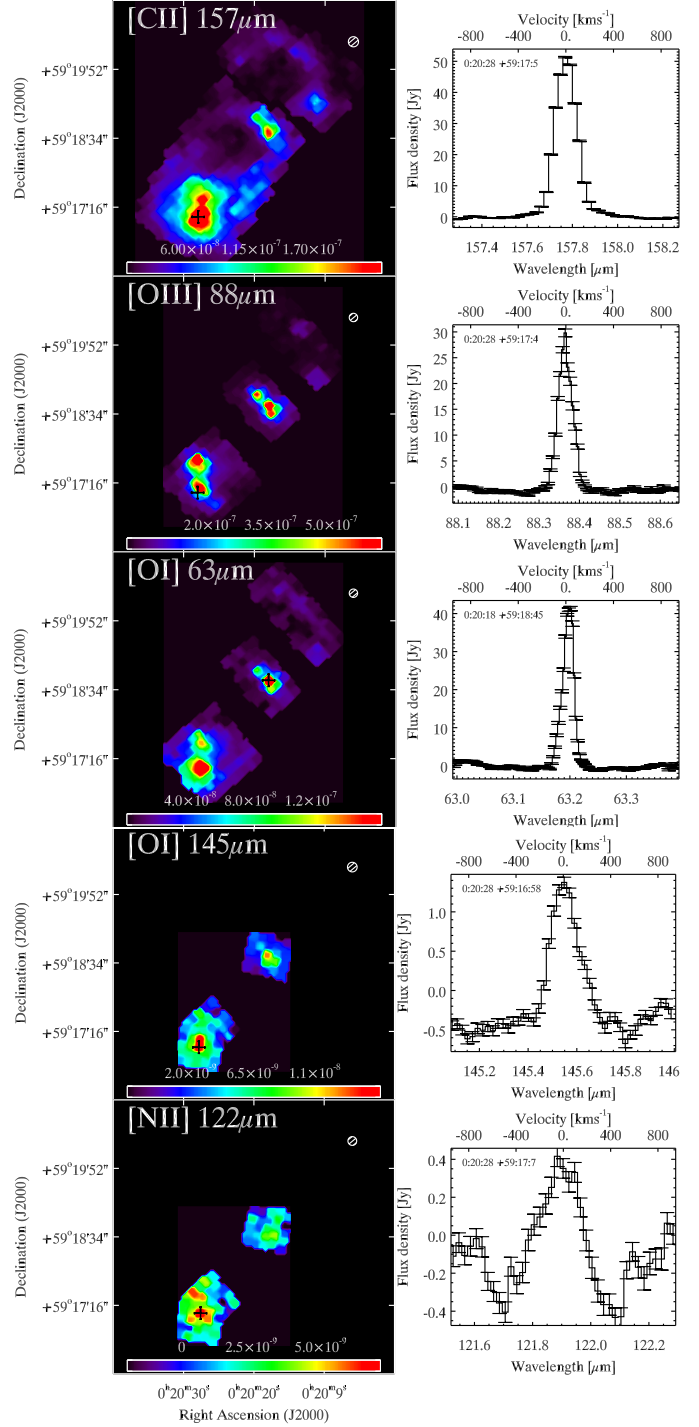 [CII] 157μm
Declination (J2000)
+59°19'52"
+59°18'34"
+59°17'16"
6.00×10⁻⁸ 1.15×10⁻⁷ 1.70×10⁻⁷
Velocity [kms⁻¹]
-800 -400 0. 400 800
0:20:28 +59:17:5
Flux density [Jy]
50
40
30
20
10
0
157.4 157.6 157.8 158.0 158.2
Wavelength [μm]
[OIII] 88μm
Declination (J2000)
+59°19'52"
+59°18'34"
+59°17'16"
2.0×10⁻⁷ 3.5×10⁻⁷ 5.0×10⁻⁷
Velocity [kms⁻¹]
-800 -400 0. 400 800
0:20:28 +59:17:4
Flux density [Jy]
30
25
20
15
10
5
0
88.1 88.2 88.3 88.4 88.5 88.6
Wavelength [μm]
[OI] 63μm
Declination (J2000)
+59°19'52"
+59°18'34"
+59°17'16"
4.0×10⁻⁸ 8.0×10⁻⁸ 1.2×10⁻⁷
Velocity [kms⁻¹]
-800 -400 0. 400 800
0:20:18 +59:18:45
Flux density [Jy]
40
30
20
10
0
63.0 63.1 63.2 63.3
Wavelength [μm]
[OI] 145μm
Declination (J2000)
+59°19'52"
+59°18'34"
+59°17'16"
2.0×10⁻⁹ 6.5×10⁻⁹ 1.1×10⁻⁸
Velocity [kms⁻¹]
-800 -400 0. 400 800
0:20:28 +59:16:58
Flux density [Jy]
1.0
0.5
0.0
-0.5
145.2 145.4 145.6 145.8 146.0
Wavelength [μm]
[NII] 122μm
Declination (J2000)
+59°19'52"
+59°18'34"
+59°17'16"
0 2.5×10⁻⁹ 5.0×10⁻⁹
0ʰ20ᵐ30ˢ 0ʰ20ᵐ20ˢ 0ʰ20ᵐ9ˢ
Right Ascension (J2000)
Velocity [kms⁻¹]
-800 -400 0. 400 800
0:20:28 +59:17:7
Flux density [Jy]
0.4
0.2
0.0
-0.2
-0.4
121.6 121.8 122.0 122.2
Wavelength [μm]